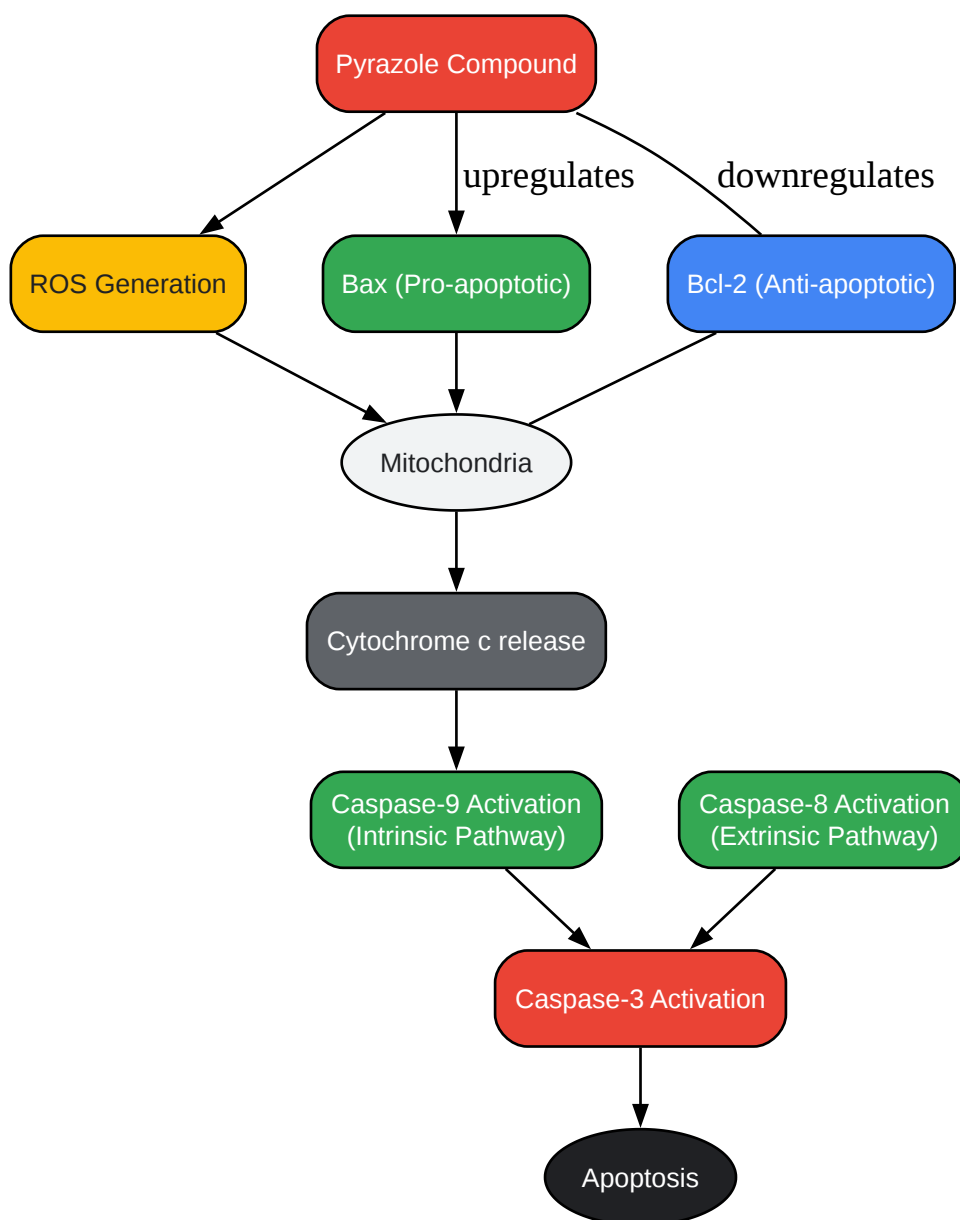 Pyrazole Compound
upregulates
downregulates
ROS Generation
Bax (Pro-apoptotic)
Bcl-2 (Anti-apoptotic)
Mitochondria
Cytochrome c release
Caspase-9 Activation
(Intrinsic Pathway)
Caspase-8 Activation
(Extrinsic Pathway)
Caspase-3 Activation
Apoptosis